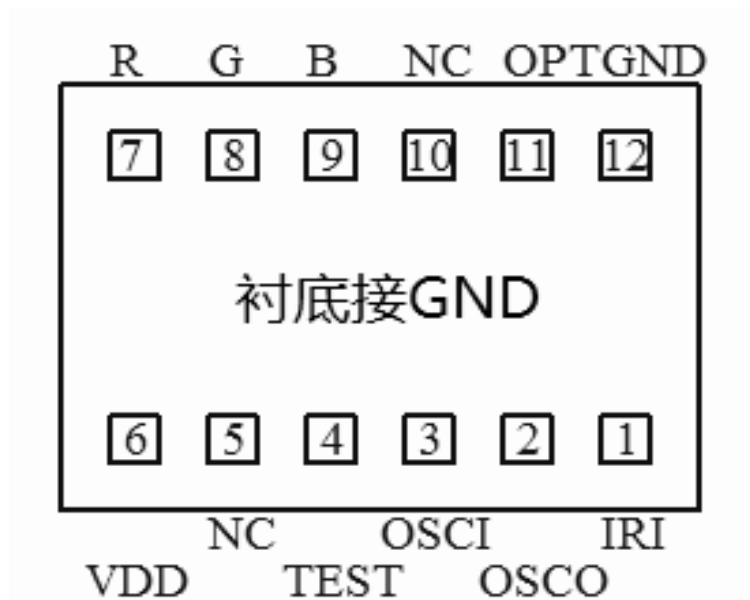 R G B NC OPTGND
7 8 9 10 11 12
衬底接GND
6 5 4 3 2 1
NC OSCI IRI
VDD TEST OSCO